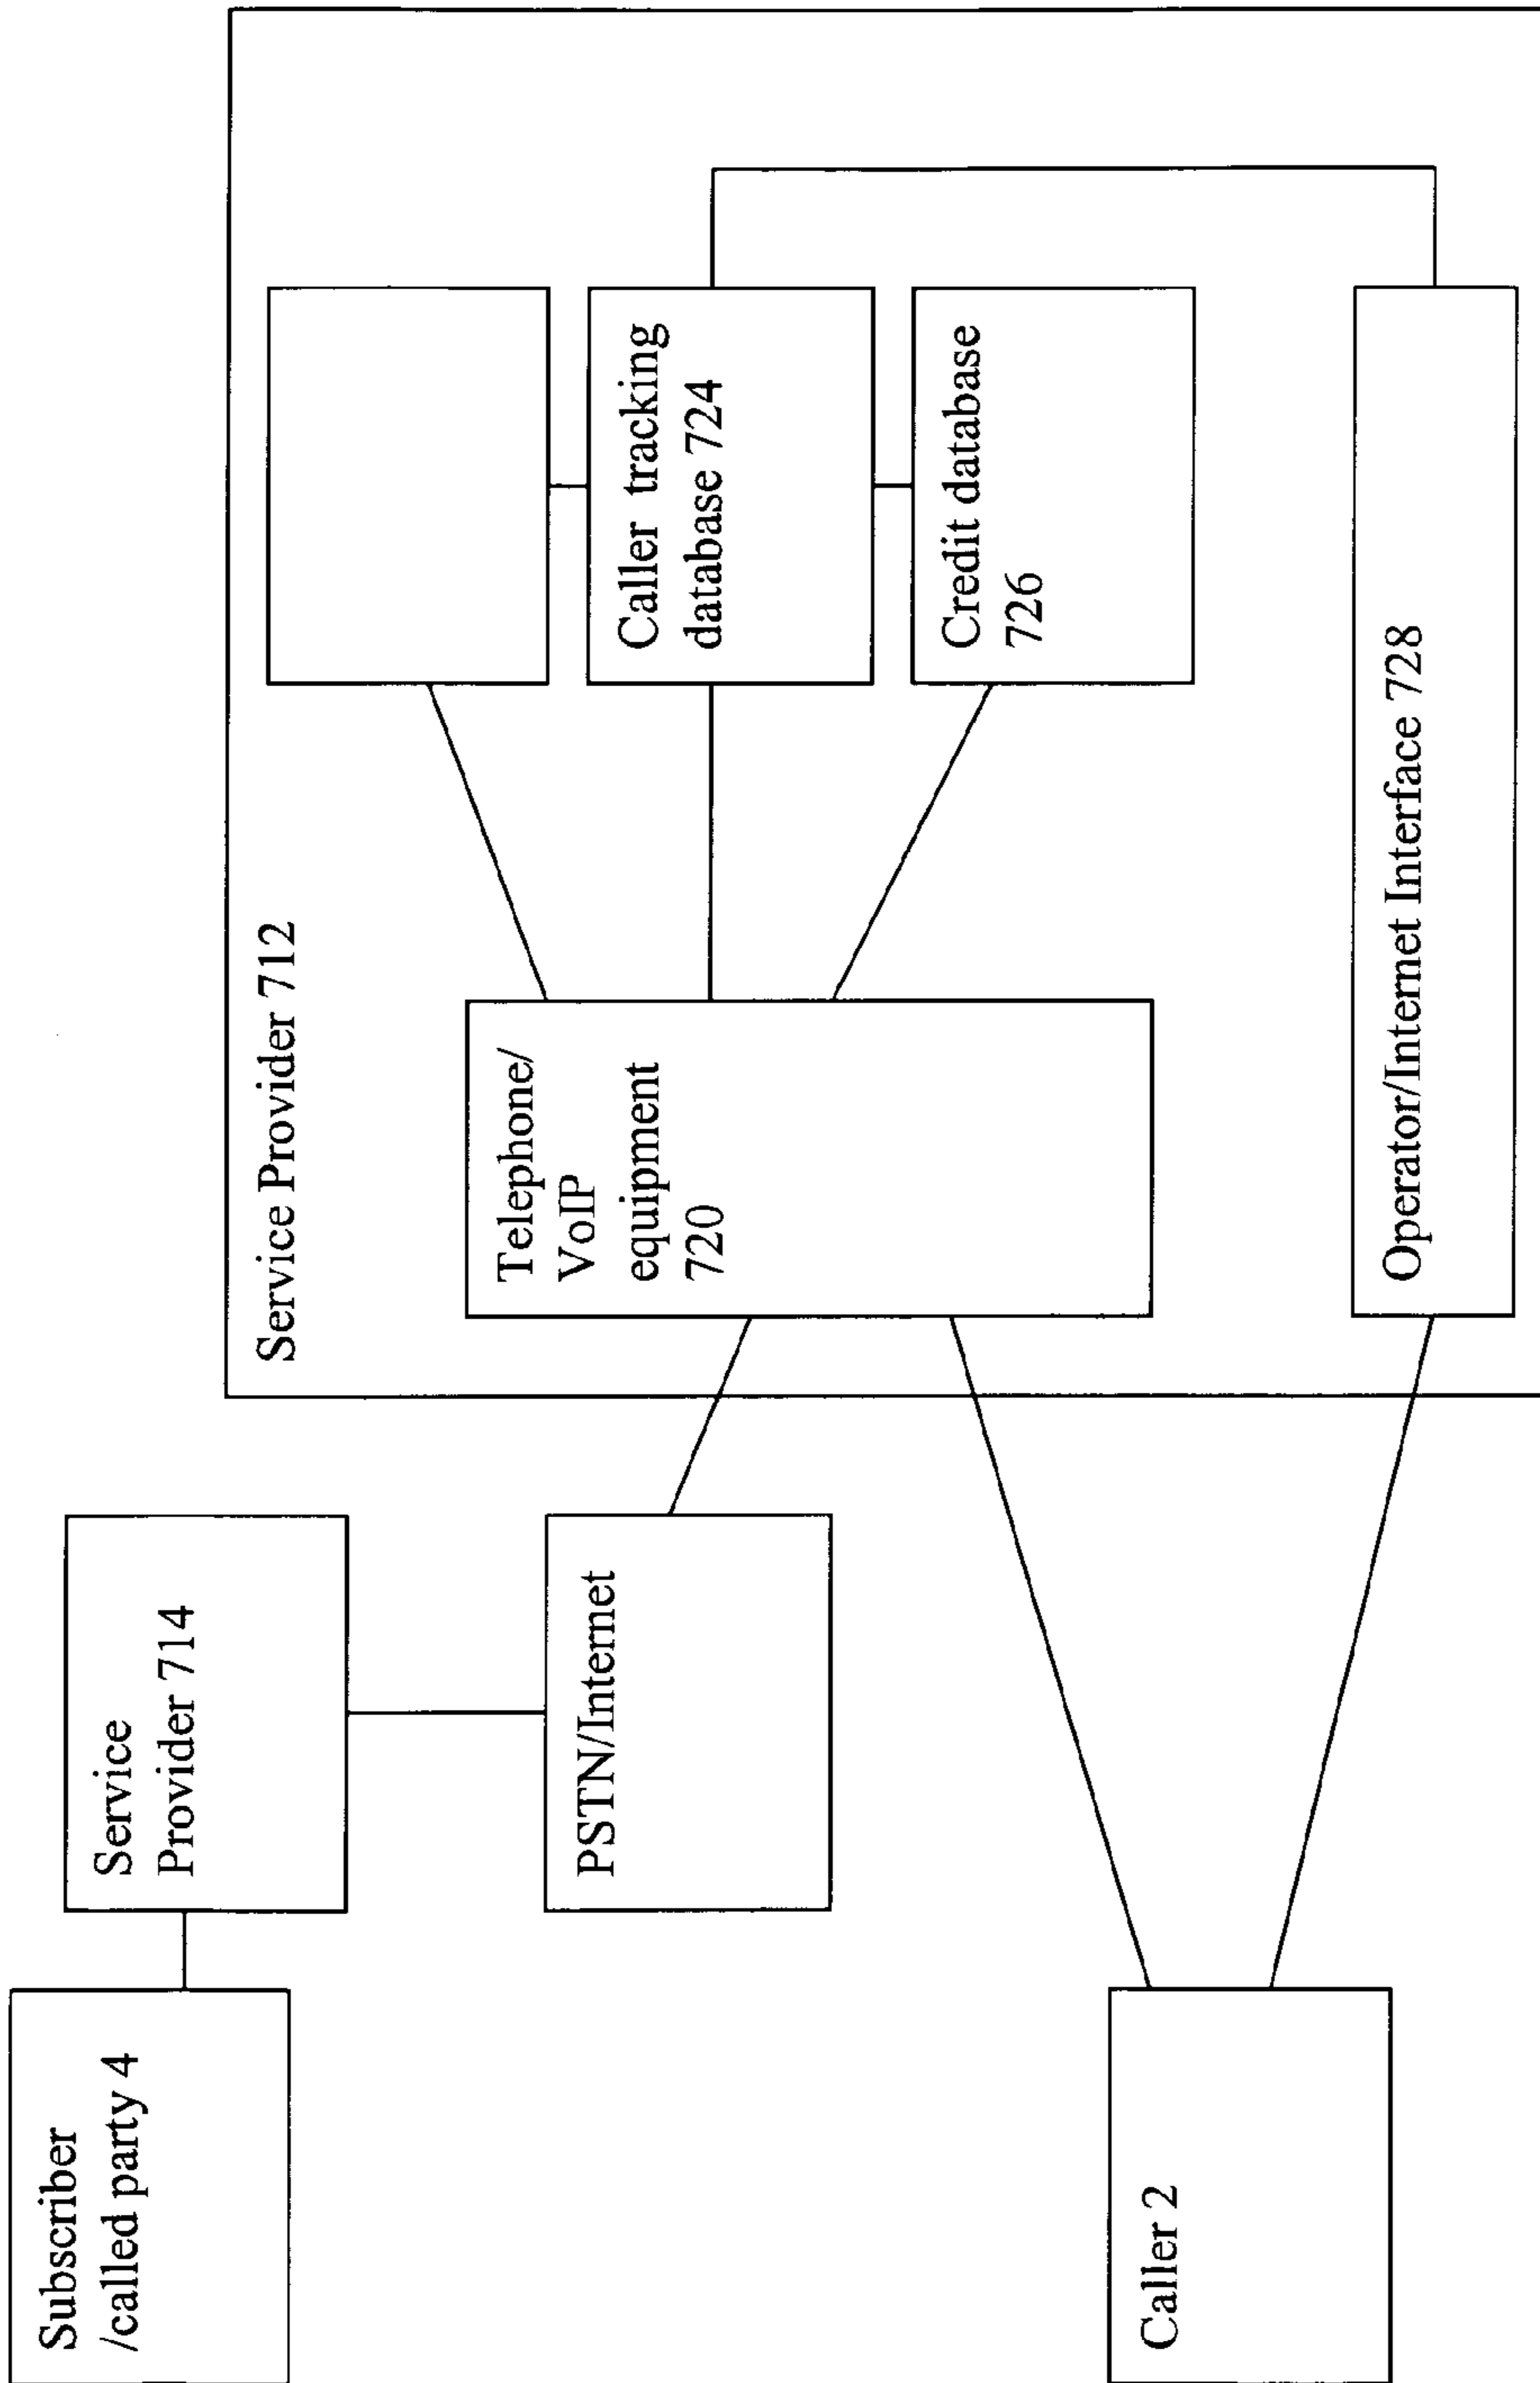 Subscriber
/called party 4
Service
Provider 714
Service Provider 712
Telephone/
VoIP
equipment
720
Caller tracking
database 724
PSTN/Internet
Credit database
726
Caller 2
Operator/Internet Interface 728